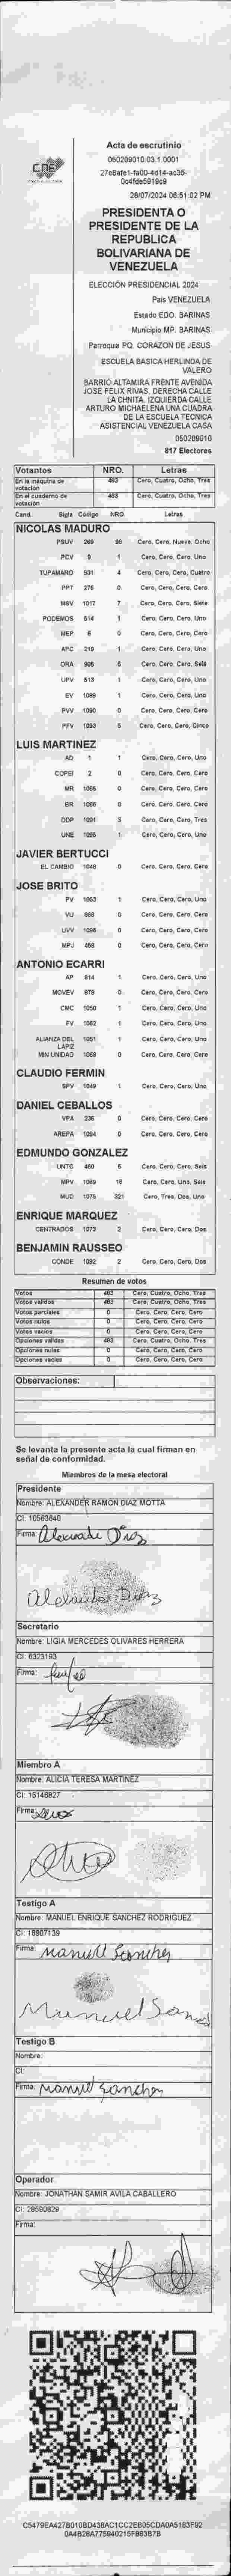 CNE
Acta de escrutinio
050209010.03.1.0001
27e8afe1-fa00-4d14-ac35-
0c4fde5919c9
28/07/2024 06:51:02 PM
PRESIDENTA O
PRESIDENTE DE LA
REPUBLICA
BOLIVARIANA DE
VENEZUELA
ELECCIÓN PRESIDENCIAL 2024
País VENEZUELA
Estado EDO. BARINAS
Municipio MP. BARINAS
Parroquia PQ. CORAZON DE JESUS
ESCUELA BASICA HERLINDA DE
VALERO
BARRIO ALTAMIRA FRENTE AVENIDA
JOSE FELIX RIVAS. DERECHA CALLE
LA CHINITA. IZQUIERDA CALLE
ARTURO MICHAELENA UNA CUADRA
DE LA ESCUELA TECNICA
ASISTENCIAL VENEZUELA CASA
050209010
817 Electores
Votantes NRO. Letras
En la máquina de votación 483 Cero, Cuatro, Ocho, Tres
En el cuaderno de votación 483 Cero, Cuatro, Ocho, Tres
Cand. Sigla Código NRO. Letras
NICOLAS MADURO
PSUV 269 98 Cero, Cero, Nueve, Ocho
PCV 9 1 Cero, Cero, Cero, Uno
TUPAMARO 931 4 Cero, Cero, Cero, Cuatro
PPT 276 0 Cero, Cero, Cero, Cero
MSV 1017 7 Cero, Cero, Cero, Siete
PODEMOS 514 1 Cero, Cero, Cero, Uno
MEP 6 0 Cero, Cero, Cero, Cero
APC 219 1 Cero, Cero, Cero, Uno
ORA 905 6 Cero, Cero, Cero, Seis
UPV 513 1 Cero, Cero, Cero, Uno
EV 1089 1 Cero, Cero, Cero, Uno
PVV 1090 0 Cero, Cero, Cero, Cero
PFV 1093 5 Cero, Cero, Cero, Cinco
LUIS MARTINEZ
AD 1 1 Cero, Cero, Cero, Uno
COPEI 2 0 Cero, Cero, Cero, Cero
MR 1065 0 Cero, Cero, Cero, Cero
BR 1066 0 Cero, Cero, Cero, Cero
DDP 1091 3 Cero, Cero, Cero, Tres
UNE 1095 1 Cero, Cero, Cero, Uno
JAVIER BERTUCCI
EL CAMBIO 1048 0 Cero, Cero, Cero, Cero
JOSE BRITO
PV 1063 1 Cero, Cero, Cero, Uno
VU 968 0 Cero, Cero, Cero, Cero
UVV 1096 0 Cero, Cero, Cero, Cero
MPJ 458 0 Cero, Cero, Cero, Cero
ANTONIO ECARRI
AP 814 1 Cero, Cero, Cero, Uno
MOVEV 979 0 Cero, Cero, Cero, Cero
CMC 1050 1 Cero, Cero, Cero, Uno
FV 1062 1 Cero, Cero, Cero, Uno
ALIANZA DEL LAPIZ 1051 1 Cero, Cero, Cero, Uno
MIN UNIDAD 1069 0 Cero, Cero, Cero, Cero
CLAUDIO FERMIN
SPV 1049 1 Cero, Cero, Cero, Uno
DANIEL CEBALLOS
VPA 236 0 Cero, Cero, Cero, Cero
AREPA 1094 0 Cero, Cero, Cero, Cero
EDMUNDO GONZALEZ
UNTC 460 6 Cero, Cero, Cero, Seis
MPV 1069 16 Cero, Cero, Uno, Seis
MUD 1075 321 Cero, Tres, Dos, Uno
ENRIQUE MARQUEZ
CENTRADOS 1073 2 Cero, Cero, Cero, Dos
BENJAMIN RAUSSEO
CONDE 1092 2 Cero, Cero, Cero, Dos
Resumen de votos
Votos 483 Cero, Cuatro, Ocho, Tres
Votos validos 483 Cero, Cuatro, Ocho, Tres
Votos parciales 0 Cero, Cero, Cero, Cero
Votos nulos 0 Cero, Cero, Cero, Cero
Votos vacios 0 Cero, Cero, Cero, Cero
Opciones validas 483 Cero, Cuatro, Ocho, Tres
Opciones nulas 0 Cero, Cero, Cero, Cero
Opciones vacias 0 Cero, Cero, Cero, Cero
Observaciones:
Se levanta la presente acta la cual firman en
señal de conformidad.
Miembros de la mesa electoral
Presidente
Nombre: ALEXANDER RAMON DIAZ MOTTA
CI: 10563640
Firma: Alexander Diaz
Alexander Diaz
Secretario
Nombre: LIGIA MERCEDES OLIVARES HERRERA
CI: 6323193
Firma:
Miembro A
Nombre: ALICIA TERESA MARTINEZ
CI: 15146827
Firma:
Testigo A
Nombre: MANUEL ENRIQUE SANCHEZ RODRIGUEZ
CI: 18907139
Firma: Manuel Sanchez
Manuel Sanc
Testigo B
Nombre:
CI:
Firma: Manuel Sanchez
Operador
Nombre: JONATHAN SAMIR AVILA CABALLERO
CI: 28590829
Firma:
C5479EA427B010BD438AC1CC2EB05CDA0A5183F92
0A4B28A775940215F86387B